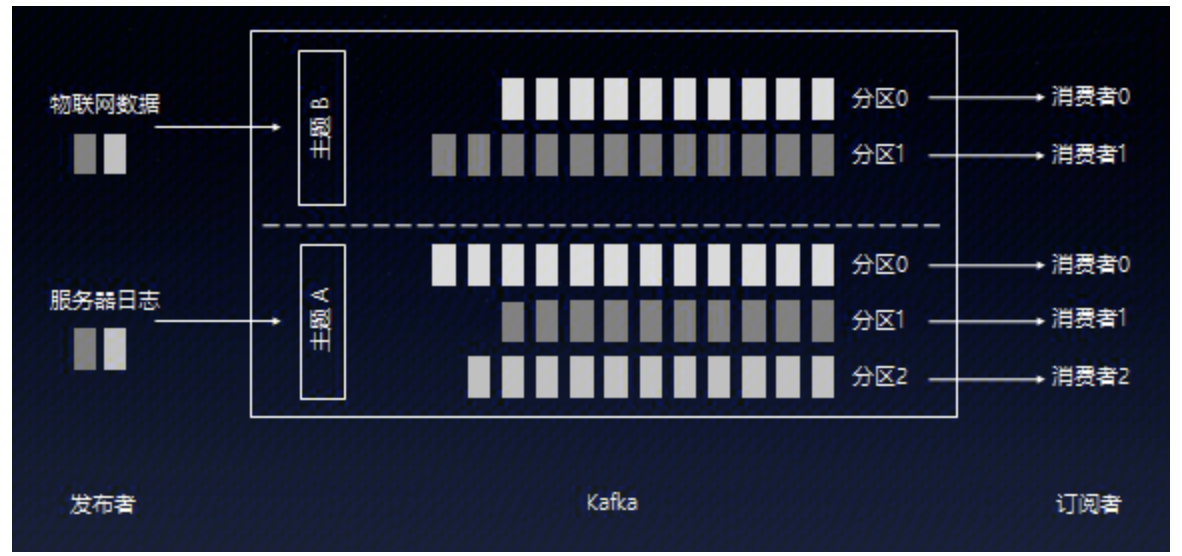 物联网数据
主题 B
分区0
消费者0
分区1
消费者1
服务器日志
主题 A
分区0
消费者0
分区1
消费者1
分区2
消费者2
发布者
Kafka
订阅者